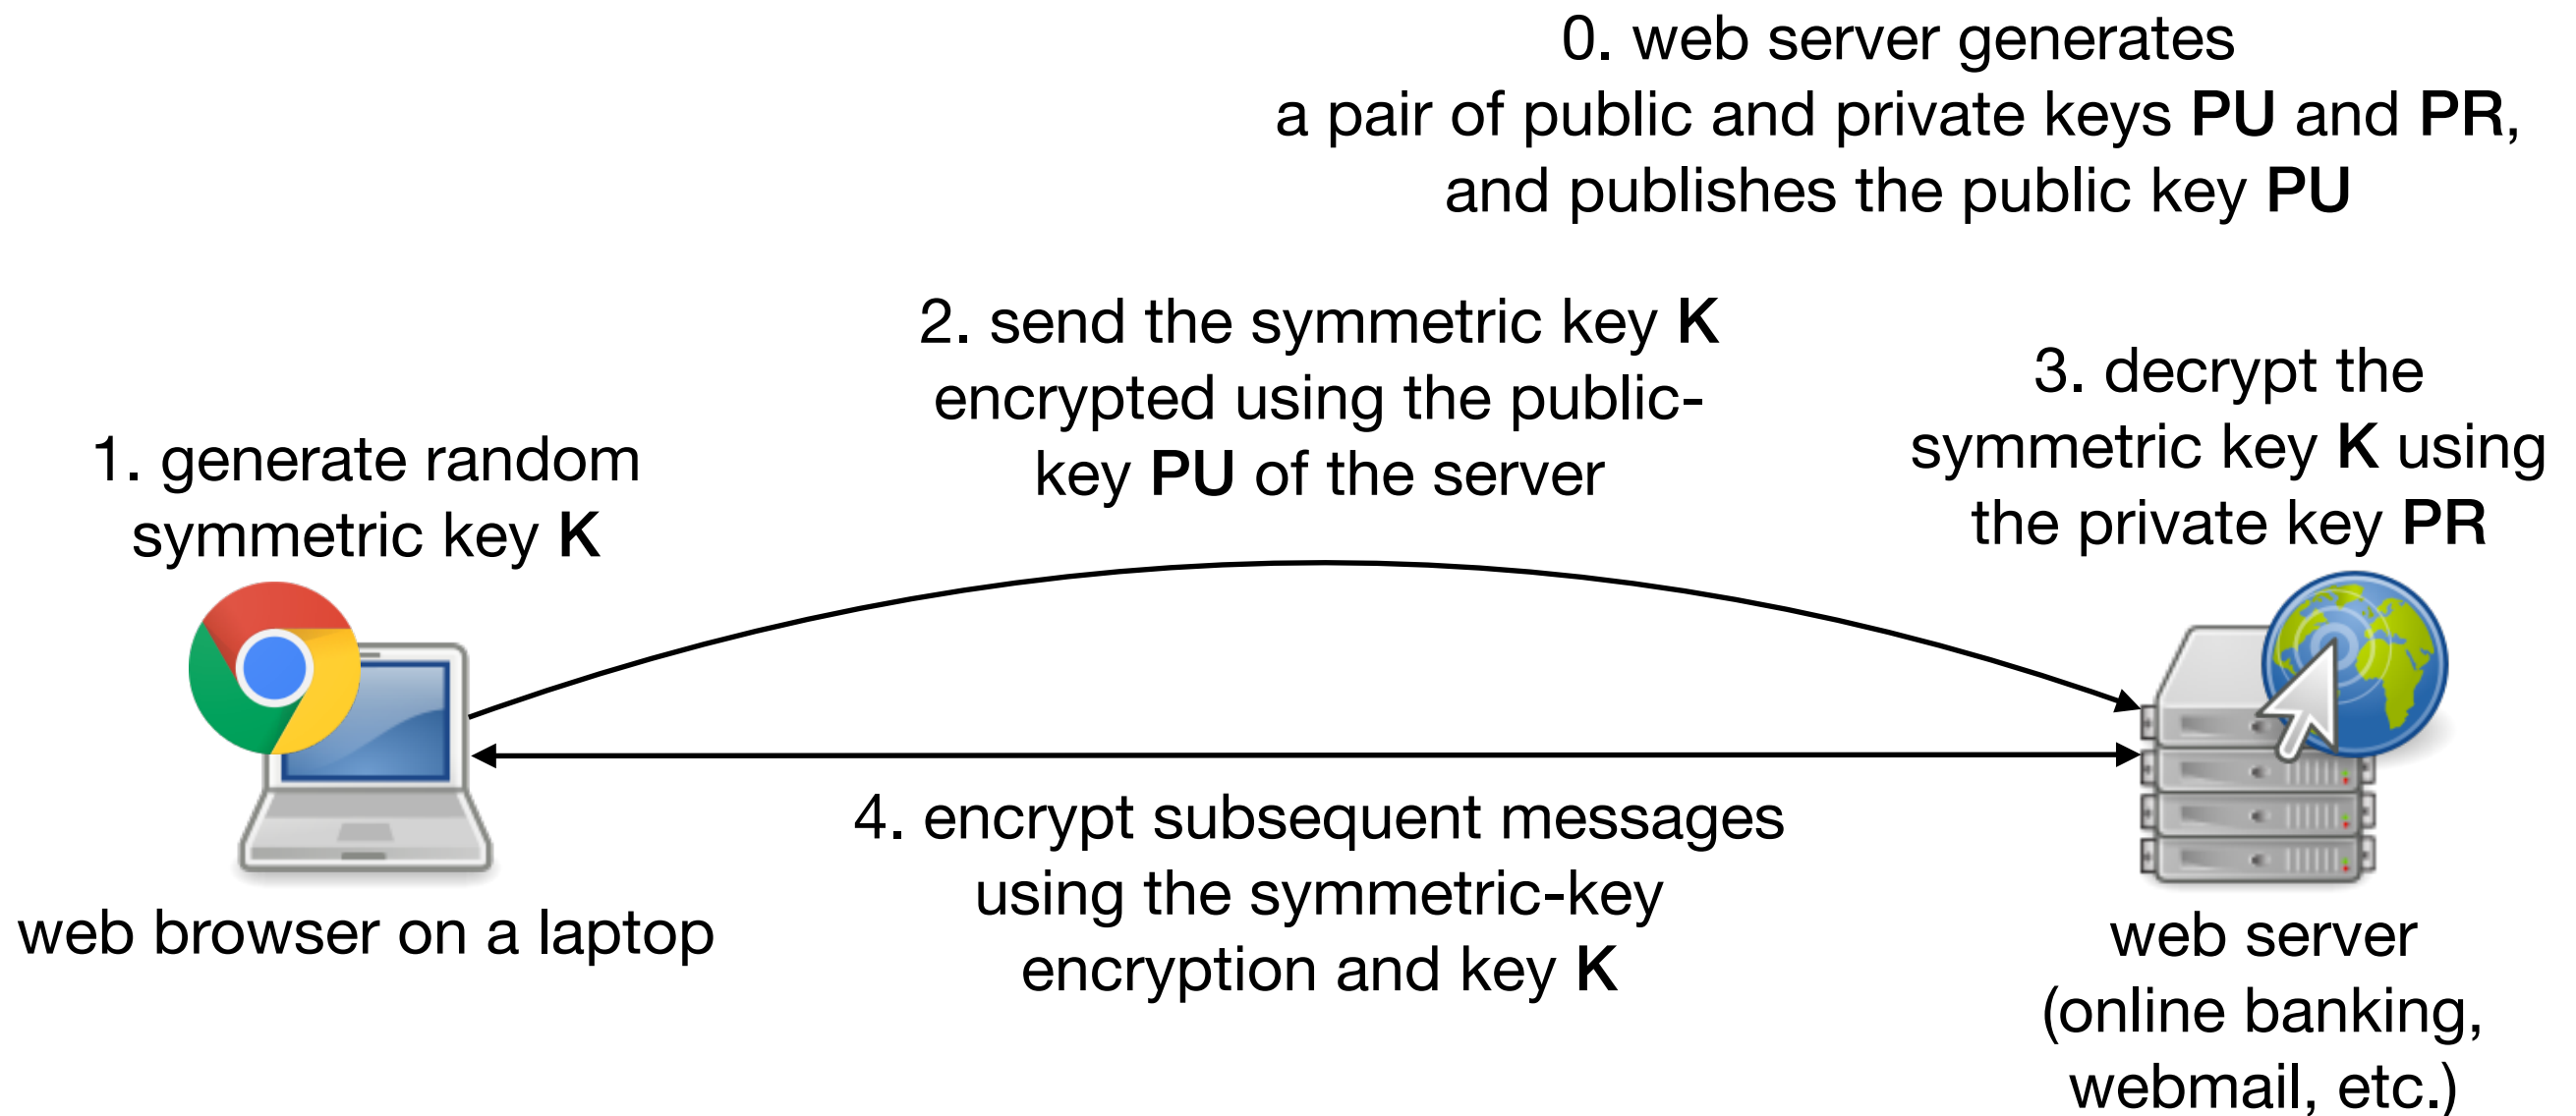 0. web server generates
a pair of public and private keys PU and PR,
and publishes the public key PU
1. generate random
symmetric key K
2. send the symmetric key K
encrypted using the public-
key PU of the server
3. decrypt the
symmetric key K using
the private key PR
4. encrypt subsequent messages
using the symmetric-key
encryption and key K
web browser on a laptop
web server
(online banking,
webmail, etc.)